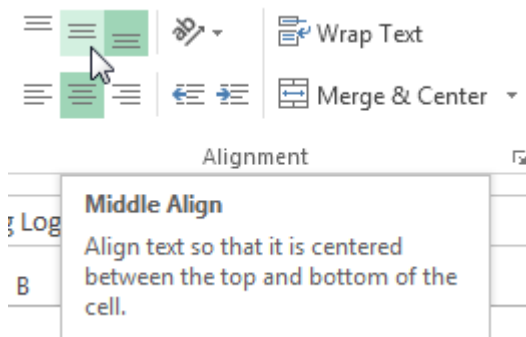 Wrap Text
Merge & Center
Alignment
Middle Align
Log
Align text so that it is centered
between the top and bottom of the
B
cell.